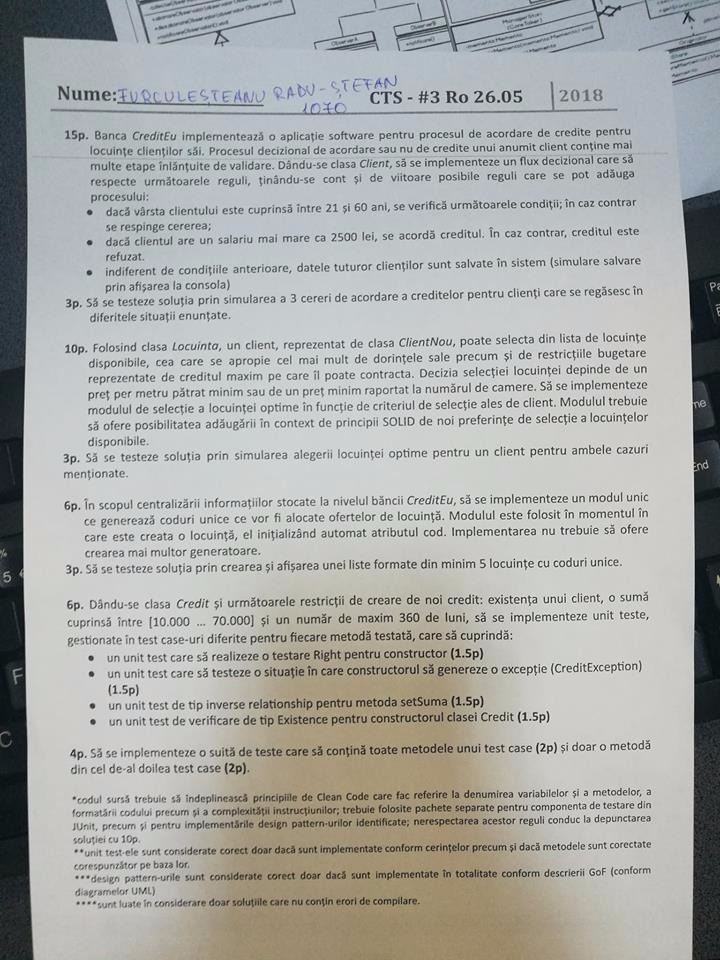 ObserverA
ObserverB
Nume: FURCULEȘTEANU RADU-ȘTEFAN
1070
CTS - #3 Ro 26.05 2018
15p. Banca CreditEu implementează o aplicație software pentru procesul de acordare de credite pentru
locuințe clienților săi. Procesul decizional de acordare sau nu de credite unui anumit client conține mai
multe etape înlănțuite de validare. Dându-se clasa Client, să se implementeze un flux decizional care să
respecte următoarele reguli, ținându-se cont și de viitoare posibile reguli care se pot adăuga
procesului:
• dacă vârsta clientului este cuprinsă între 21 și 60 ani, se verifică următoarele condiții; în caz contrar
se respinge cererea;
• dacă clientul are un salariu mai mare ca 2500 lei, se acordă creditul. În caz contrar, creditul este
refuzat.
• indiferent de condițiile anterioare, datele tuturor clienților sunt salvate în sistem (simulare salvare
prin afișarea la consola)
3p. Să se testeze soluția prin simularea a 3 cereri de acordare a creditelor pentru clienți care se regăsesc în
diferitele situații enunțate.
10p. Folosind clasa Locuinta, un client, reprezentat de clasa ClientNou, poate selecta din lista de locuințe
disponibile, cea care se apropie cel mai mult de dorințele sale precum și de restricțiile bugetare
reprezentate de creditul maxim pe care îl poate contracta. Decizia selecției locuinței depinde de un
preț per metru pătrat minim sau de un preț minim raportat la numărul de camere. Să se implementeze
modulul de selecție a locuinței optime în funcție de criteriul de selecție ales de client. Modulul trebuie
să ofere posibilitatea adăugării în context de principii SOLID de noi preferințe de selecție a locuințelor
disponibile.
3p. Să se testeze soluția prin simularea alegerii locuinței optime pentru un client pentru ambele cazuri
menționate.
6p. În scopul centralizării informațiilor stocate la nivelul băncii CreditEu, să se implementeze un modul unic
ce generează coduri unice ce vor fi alocate ofertelor de locuință. Modulul este folosit în momentul în
care este creata o locuință, el inițializând automat atributul cod. Implementarea nu trebuie să ofere
crearea mai multor generatoare.
3p. Să se testeze soluția prin crearea și afișarea unei liste formate din minim 5 locuințe cu coduri unice.
6p. Dându-se clasa Credit și următoarele restricții de creare de noi credit: existența unui client, o sumă
cuprinsă între [10.000 ... 70.000] și un număr de maxim 360 de luni, să se implementeze unit teste,
gestionate în test case-uri diferite pentru fiecare metodă testată, care să cuprindă:
• un unit test care să realizeze o testare Right pentru constructor (1.5p)
• un unit test care să testeze o situație în care constructorul să genereze o excepție (CreditException)
(1.5p)
• un unit test de tip inverse relationship pentru metoda setSuma (1.5p)
• un unit test de verificare de tip Existence pentru constructorul clasei Credit (1.5p)
4p. Să se implementeze o suită de teste care să conțină toate metodele unui test case (2p) și doar o metodă
din cel de-al doilea test case (2p).
*codul sursă trebuie să îndeplinească principiile de Clean Code care fac referire la denumirea variabilelor și a metodelor, a
formatării codului precum și a complexității instrucțiunilor; trebuie folosite pachete separate pentru componenta de testare din
JUnit, precum și pentru implementările design pattern-urilor identificate; nerespectarea acestor reguli conduc la depunctarea
soluției cu 10p.
**unit test-ele sunt considerate corect doar dacă sunt implementate conform cerințelor precum și dacă metodele sunt corectate
corespunzător pe baza lor.
***design pattern-urile sunt considerate corect doar dacă sunt implementate în totalitate conform descrierii GoF (conform
diagramelor UML)
****sunt luate în considerare doar soluțiile care nu conțin erori de compilare.
%
5
F
C
End